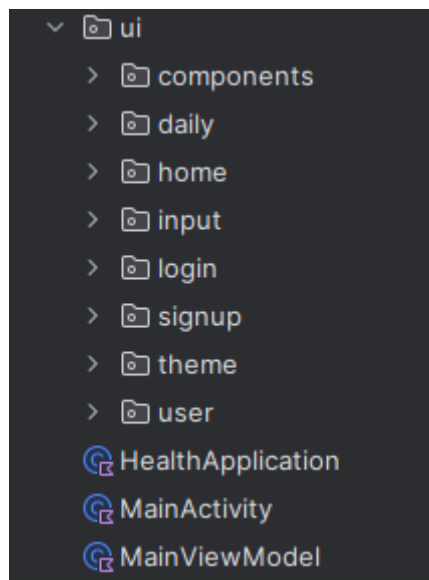 ui
components
daily
home
input
login
signup
theme
user
HealthApplication
MainActivity
MainViewModel